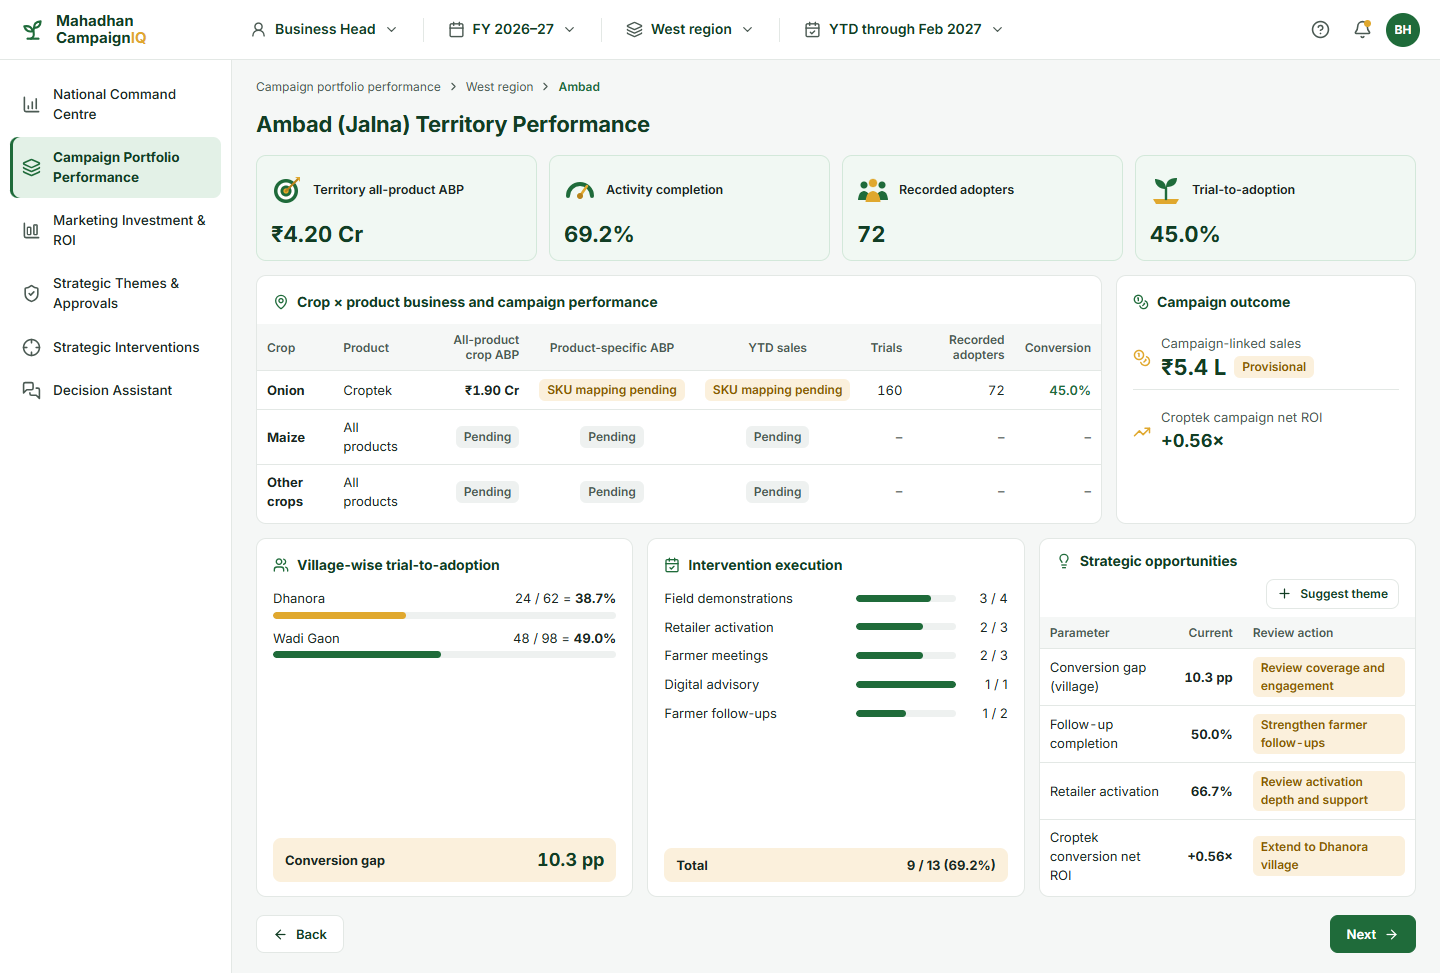 Mahadhan
CampaignIQ
Business Head
FY 2026–27
West region
YTD through Feb 2027
BH
National Command
Centre
Campaign Portfolio
Performance
Marketing Investment &
ROI
Strategic Themes &
Approvals
Strategic Interventions
Decision Assistant
Campaign portfolio performance > West region > Ambad
Ambad (Jalna) Territory Performance
Territory all-product ABP
₹4.20 Cr
Activity completion
69.2%
Recorded adopters
72
Trial-to-adoption
45.0%
Crop × product business and campaign performance
Crop Product All-product crop ABP Product-specific ABP YTD sales Trials Recorded adopters Conversion
Onion Croptek ₹1.90 Cr SKU mapping pending SKU mapping pending 160 72 45.0%
Maize All products Pending Pending Pending – – –
Other crops All products Pending Pending Pending – – –
Campaign outcome
Campaign-linked sales
₹5.4 L Provisional
Croptek campaign net ROI
+0.56×
Village-wise trial-to-adoption
Dhanora 24 / 62 = 38.7%
Wadi Gaon 48 / 98 = 49.0%
Conversion gap 10.3 pp
Intervention execution
Field demonstrations 3 / 4
Retailer activation 2 / 3
Farmer meetings 2 / 3
Digital advisory 1 / 1
Farmer follow-ups 1 / 2
Total 9 / 13 (69.2%)
Strategic opportunities
+ Suggest theme
Parameter Current Review action
Conversion gap (village) 10.3 pp Review coverage and engagement
Follow-up completion 50.0% Strengthen farmer follow-ups
Retailer activation 66.7% Review activation depth and support
Croptek conversion net ROI +0.56× Extend to Dhanora village
← Back
Next →